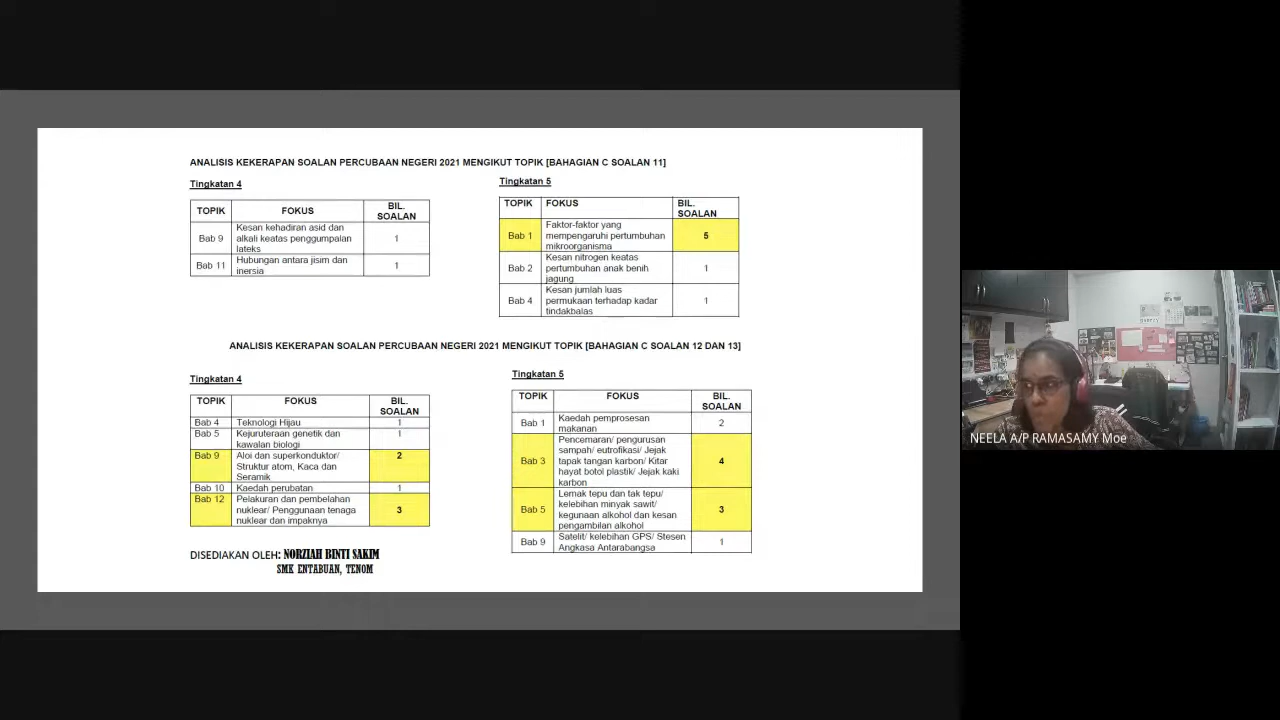 ANALISIS KEKERAPAN SOALAN PERCUBAAN NEGERI 2021 MENGIKUT TOPIK [BAHAGIAN C SOALAN 11]
Tingkatan 4
TOPIK FOKUS BIL.
SOALAN
Bab 9 Kesan kehadiran asid dan
alkali keatas penggumpalan
lateks 1
Bab 11 Hubungan antara jisim dan
inersia 1
Tingkatan 5
TOPIK FOKUS BIL.
SOALAN
Bab 1 Faktor-faktor yang
mempengaruhi pertumbuhan
mikroorganisma 5
Bab 2 Kesan nitrogen keatas
pertumbuhan anak benih
jagung 1
Bab 4 Kesan jumlah luas
permukaan terhadap kadar
tindakbalas 1
ANALISIS KEKERAPAN SOALAN PERCUBAAN NEGERI 2021 MENGIKUT TOPIK [BAHAGIAN C SOALAN 12 DAN 13]
Tingkatan 4
TOPIK FOKUS BIL.
SOALAN
Bab 4 Teknologi Hijau 1
Bab 5 Kejuruteraan genetik dan
kawalan biologi 1
Bab 9 Aloi dan superkonduktor/
Struktur atom, Kaca dan
Seramik 2
Bab 10 Kaedah perubatan 1
Bab 12 Pelakuran dan pembelahan
nuklear/ Penggunaan tenaga
nuklear dan impaknya 3
Tingkatan 5
TOPIK FOKUS BIL.
SOALAN
Bab 1 Kaedah pemprosesan
makanan 2
Bab 3 Pencemaran/ pengurusan
sampah/ eutrofikasi/ Jejak
tapak tangan karbon/ Kitar
hayat botol plastik/ Jejak kaki
karbon 4
Bab 5 Lemak tepu dan tak tepu/
kelebihan minyak sawit/
kegunaan alkohol dan kesan
pengambilan alkohol 3
Bab 9 Satelit/ kelebihan GPS/ Stesen
Angkasa Antarabangsa 1
DISEDIAKAN OLEH: NORZIAH BINTI SAKIM
SMK ENTABUAN, TENOM
NEELA A/P RAMASAMY Moe